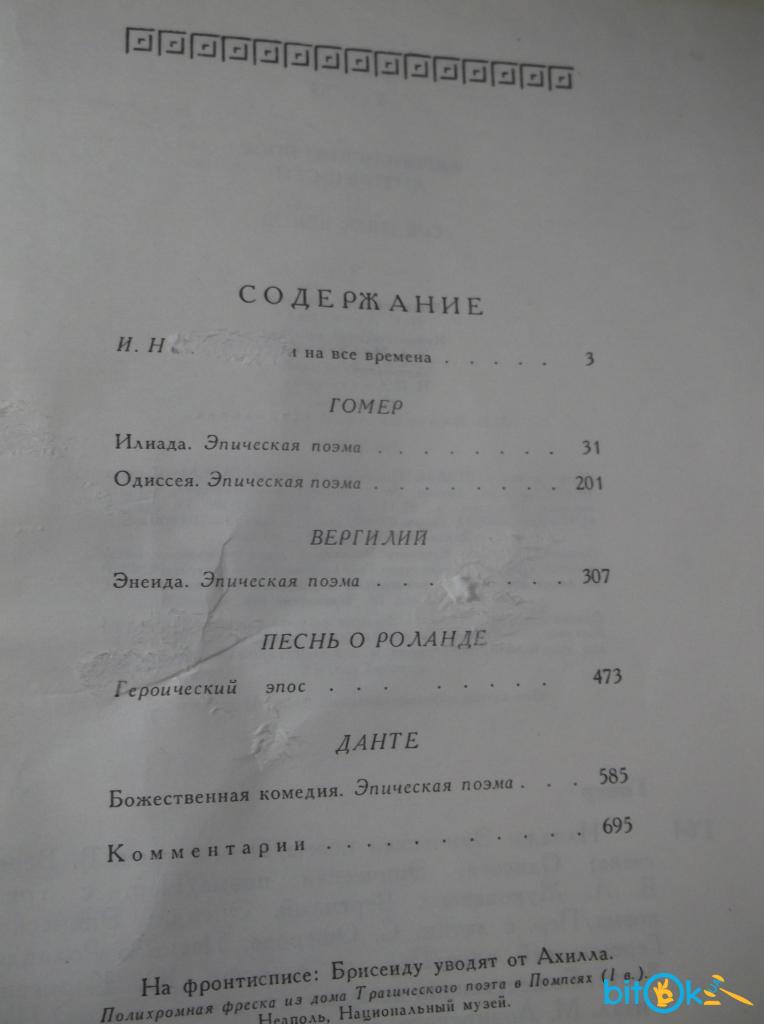 СОДЕРЖАНИЕ
И. Н на все времена . . . . . 3
ГОМЕР
Илиада. Эпическая поэма . . . . . . . . 31
Одиссея. Эпическая поэма . . . . . . . . 201
ВЕРГИЛИЙ
Энеида. Эпическая поэма . . . . . . . . 307
ПЕСНЬ О РОЛАНДЕ
Героический эпос . . . . . . . . 473
ДАНТЕ
Божественная комедия. Эпическая поэма . . . 585
Комментарии . . . . . . . . . . . 695
На фронтисписе: Брисеиду уводят от Ахилла.
Полихромная фреска из дома Трагического поэта в Помпеях (I в.).
Неаполь, Национальный музей.
bitok